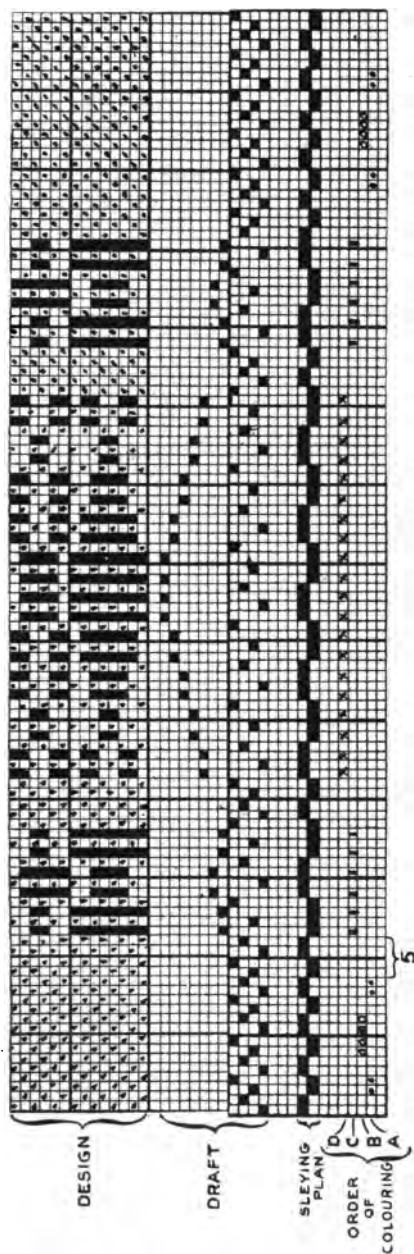 DESIGN
DRAFT
SLEYING
PLAN
ORDER
OF
COLOURING
D
C
B
A
5